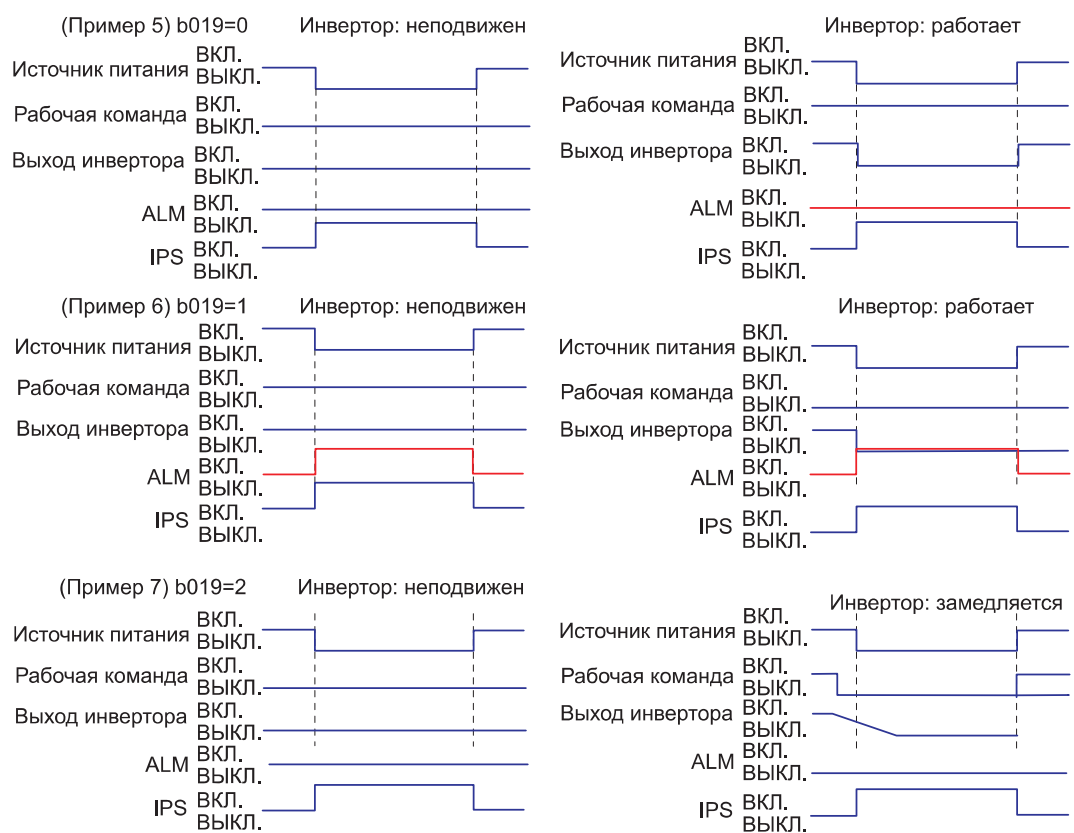 (Пример 5) b019=0 Инвертор: неподвижен
Источник питания ВКЛ.
ВЫКЛ.
Рабочая команда ВКЛ.
ВЫКЛ.
Выход инвертора ВКЛ.
ВЫКЛ.
ALM ВКЛ.
ВЫКЛ.
IPS ВКЛ.
ВЫКЛ.
Инвертор: работает
Источник питания ВКЛ.
ВЫКЛ.
Рабочая команда ВКЛ.
ВЫКЛ.
Выход инвертора ВКЛ.
ВЫКЛ.
ALM ВКЛ.
ВЫКЛ.
IPS ВКЛ.
ВЫКЛ.
(Пример 6) b019=1 Инвертор: неподвижен
Источник питания ВКЛ.
ВЫКЛ.
Рабочая команда ВКЛ.
ВЫКЛ.
Выход инвертора ВКЛ.
ВЫКЛ.
ALM ВКЛ.
ВЫКЛ.
IPS ВКЛ.
ВЫКЛ.
Инвертор: работает
Источник питания ВКЛ.
ВЫКЛ.
Рабочая команда ВКЛ.
ВЫКЛ.
Выход инвертора ВКЛ.
ВЫКЛ.
ALM ВКЛ.
ВЫКЛ.
IPS ВКЛ.
ВЫКЛ.
(Пример 7) b019=2 Инвертор: неподвижен
Источник питания ВКЛ.
ВЫКЛ.
Рабочая команда ВКЛ.
ВЫКЛ.
Выход инвертора ВКЛ.
ВЫКЛ.
ALM ВКЛ.
ВЫКЛ.
IPS ВКЛ.
ВЫКЛ.
Инвертор: замедляется
Источник питания ВКЛ.
ВЫКЛ.
Рабочая команда ВКЛ.
ВЫКЛ.
Выход инвертора ВКЛ.
ВЫКЛ.
ALM ВКЛ.
ВЫКЛ.
IPS ВКЛ.
ВЫКЛ.